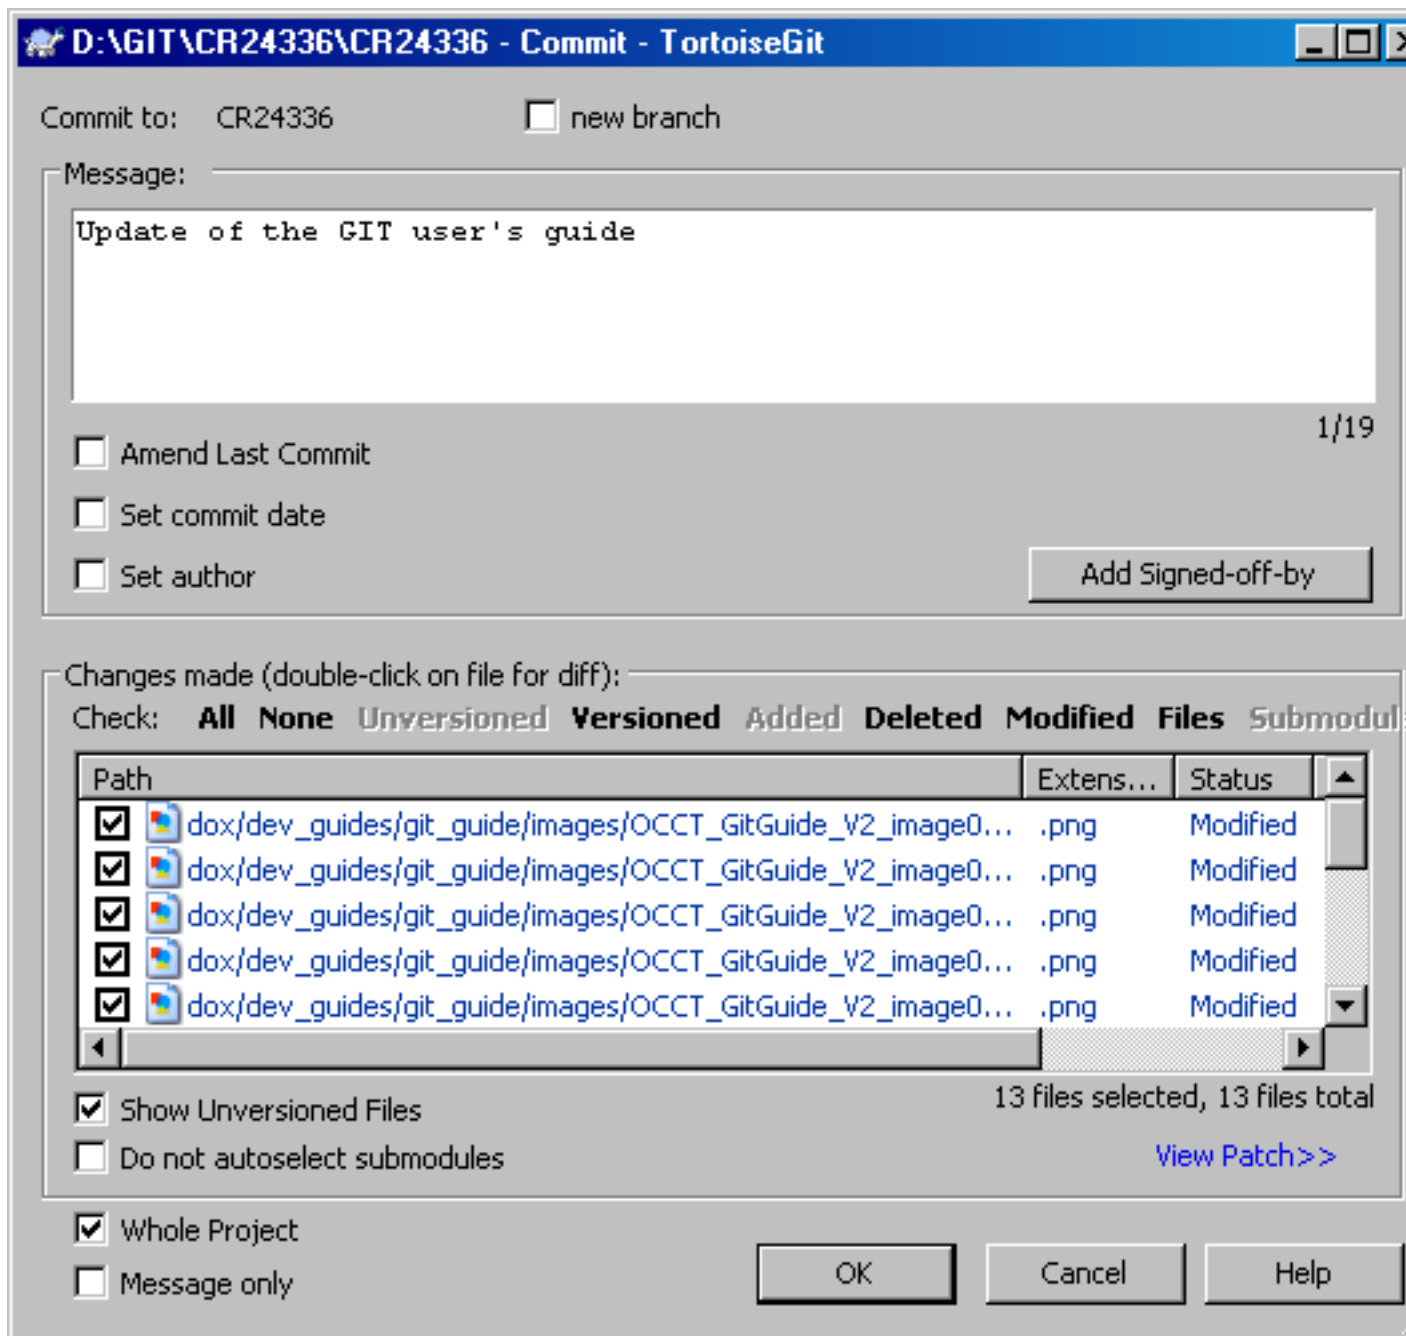 D:\GIT\CR24336\CR24336 - Commit - TortoiseGit
Commit to: CR24336 new branch
Message:
Update of the GIT user's guide
1/19
Amend Last Commit
Set commit date
Set author Add Signed-off-by
Changes made (double-click on file for diff):
Check: All None Unversioned Versioned Added Deleted Modified Files Submodul
Path Extens... Status
dox/dev_guides/git_guide/images/OCCT_GitGuide_V2_image0... .png Modified
dox/dev_guides/git_guide/images/OCCT_GitGuide_V2_image0... .png Modified
dox/dev_guides/git_guide/images/OCCT_GitGuide_V2_image0... .png Modified
dox/dev_guides/git_guide/images/OCCT_GitGuide_V2_image0... .png Modified
dox/dev_guides/git_guide/images/OCCT_GitGuide_V2_image0... .png Modified
Show Unversioned Files 13 files selected, 13 files total
Do not autoselect submodules View Patch>>
Whole Project
Message only OK Cancel Help